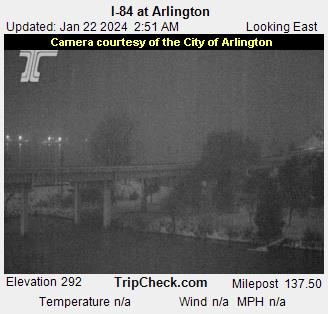 I-84 at Arlington
Updated: Jan 22 2024 2:51 AM Looking East
Camera courtesy of the City of Arlington
Elevation 292 TripCheck.com Milepost 137.50
Temperature n/a Wind n/a MPH n/a